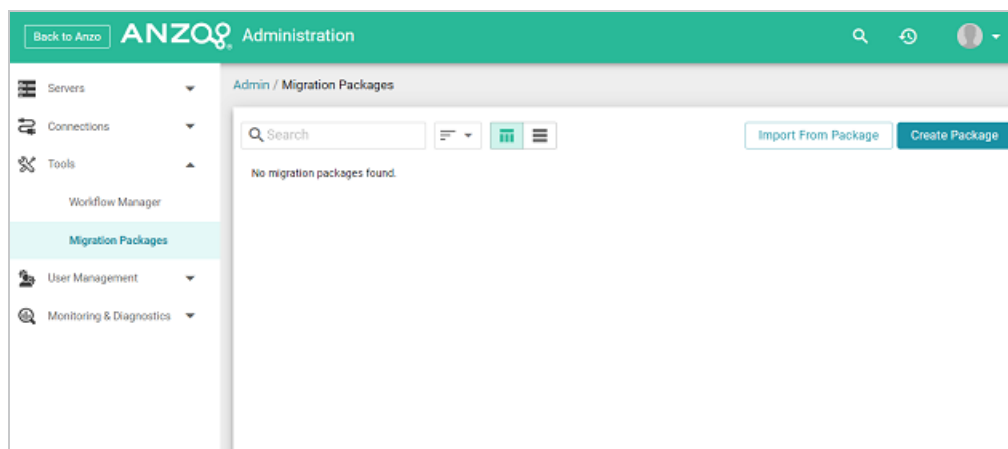 Back to Anzo ANZO Administration
Servers
Connections
Tools
Workflow Manager
Migration Packages
User Management
Monitoring & Diagnostics
Admin / Migration Packages
Search
Import From Package
Create Package
No migration packages found.